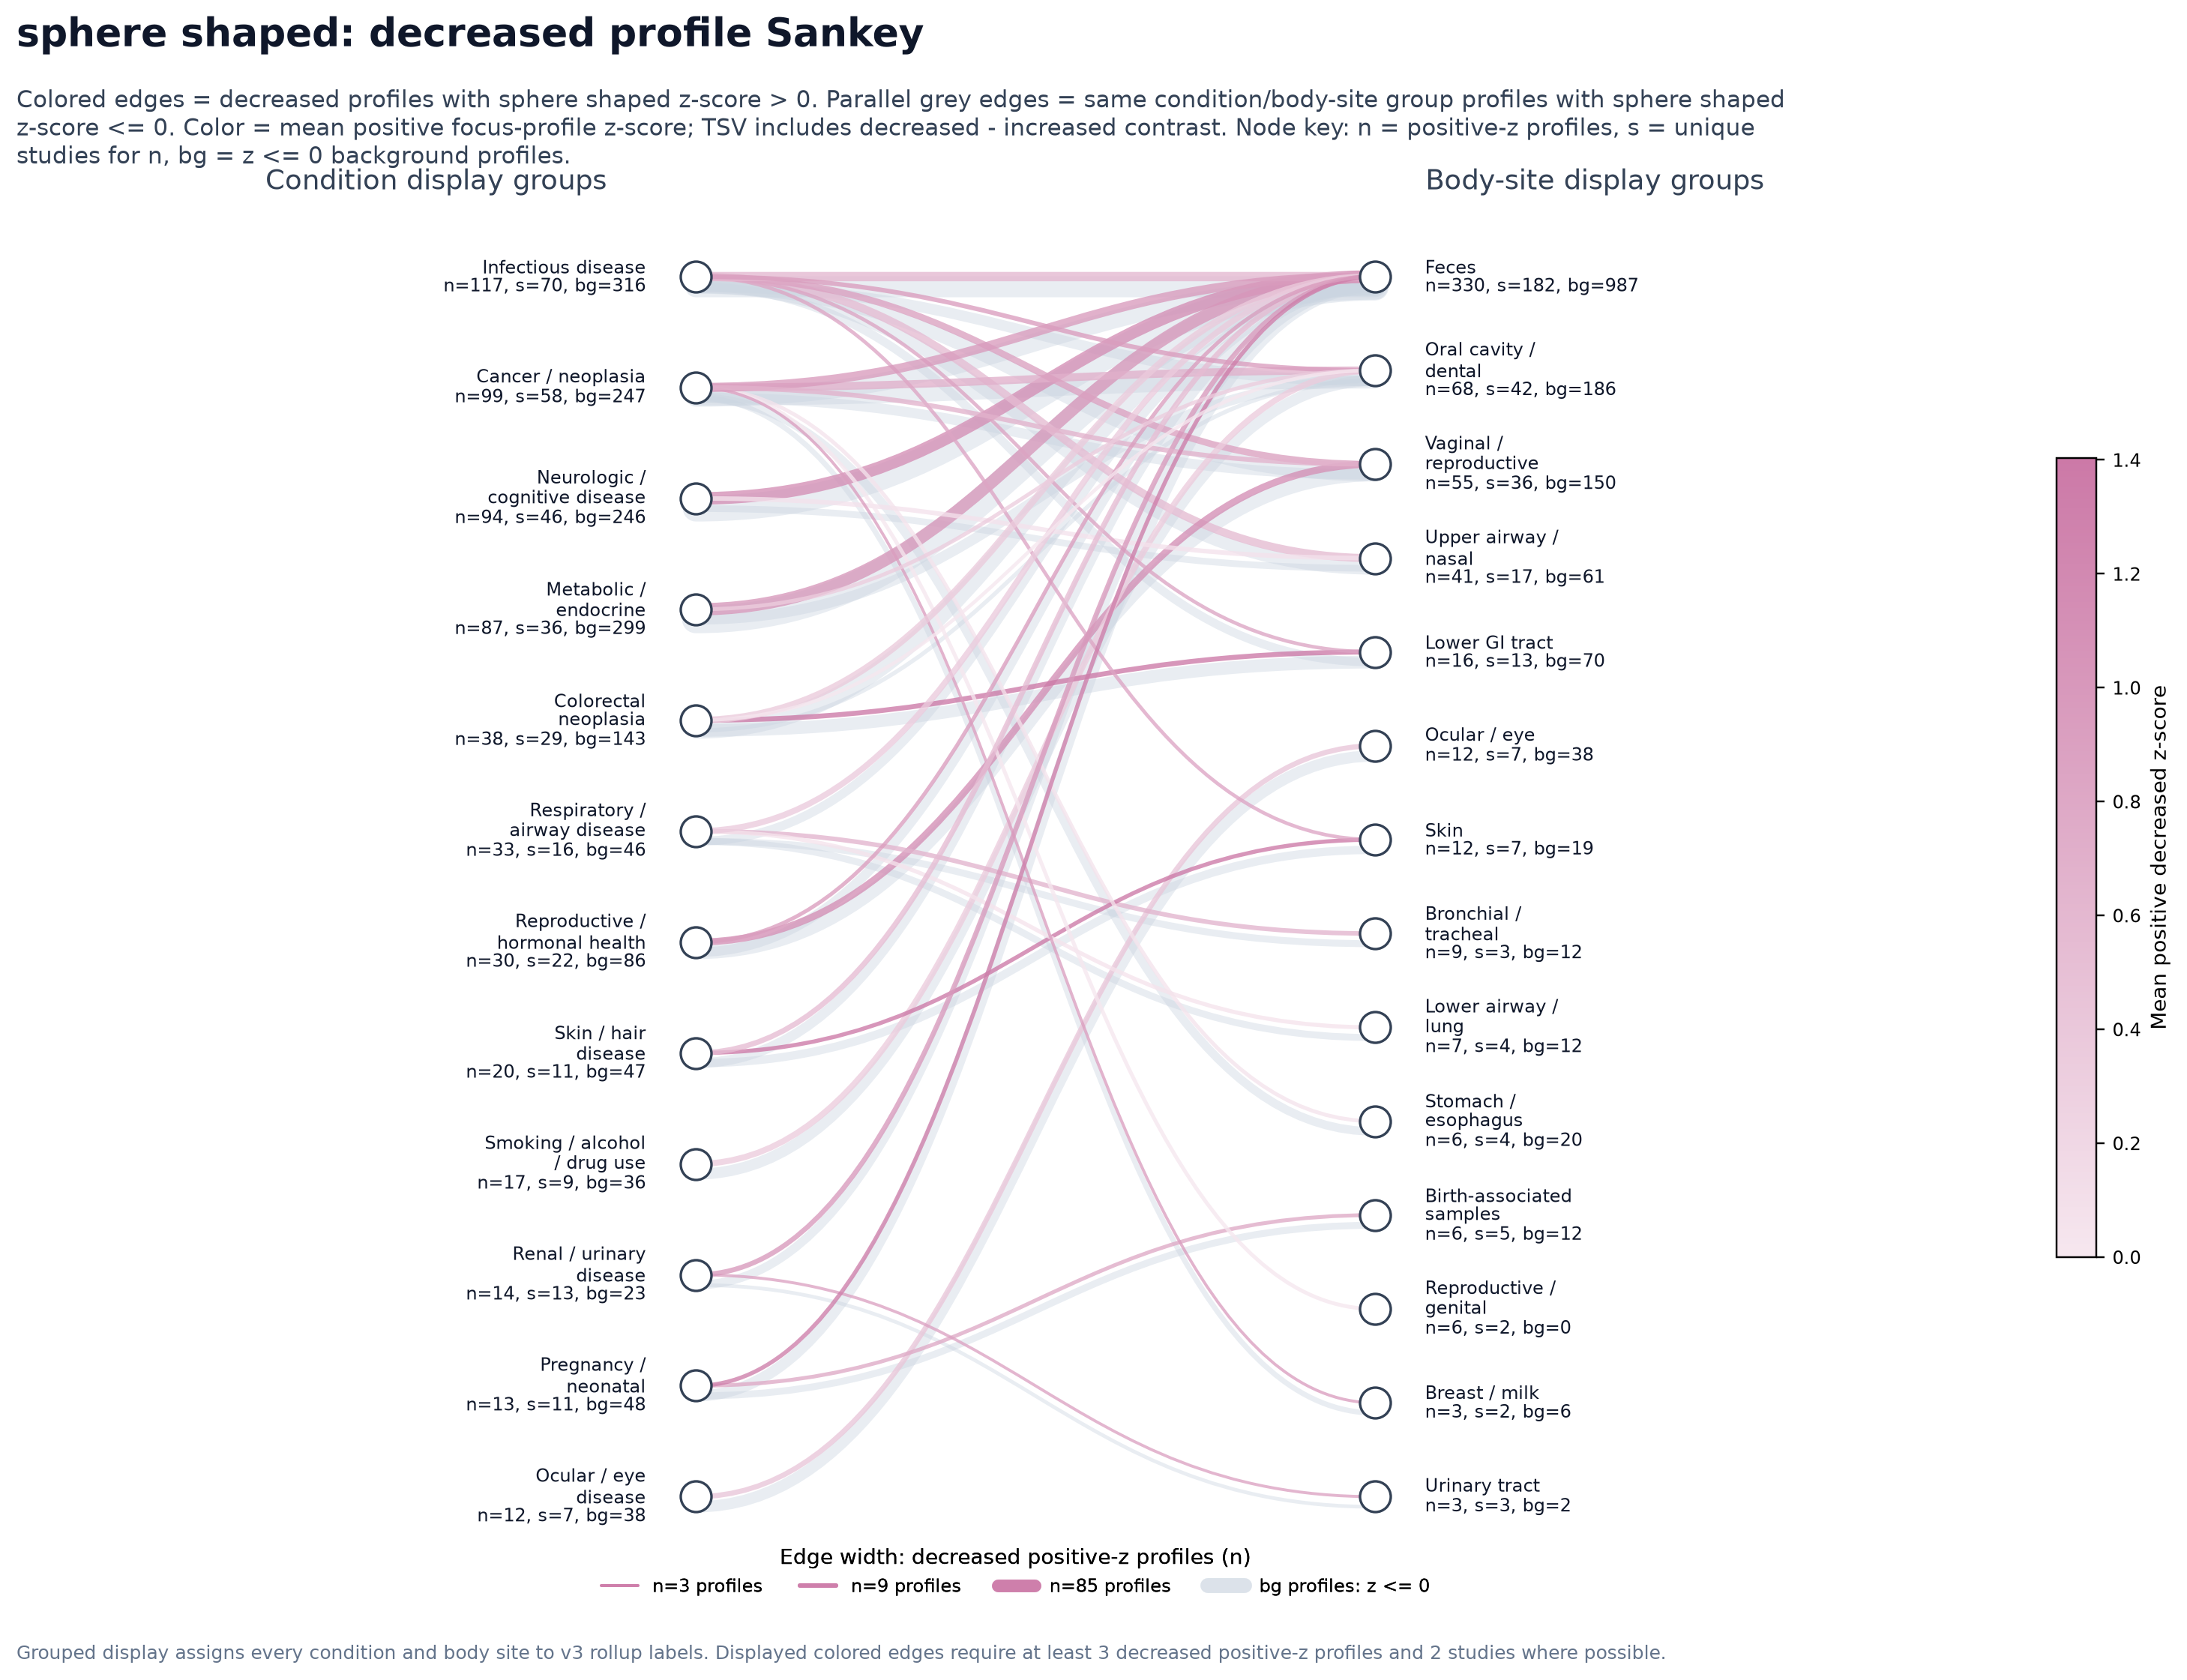 sphere shaped: decreased profile Sankey
Colored edges = decreased profiles with sphere shaped z-score > 0. Parallel grey edges = same condition/body-site group profiles with sphere shaped
z-score <= 0. Color = mean positive focus-profile z-score; TSV includes decreased - increased contrast. Node key: n = positive-z profiles, s = unique
studies for n, bg = z <= 0 background profiles.
Condition display groups
Body-site display groups
Infectious disease
n=117, s=70, bg=316
Cancer / neoplasia
n=99, s=58, bg=247
Neurologic /
cognitive disease
n=94, s=46, bg=246
Metabolic /
endocrine
n=87, s=36, bg=299
Colorectal
neoplasia
n=38, s=29, bg=143
Respiratory /
airway disease
n=33, s=16, bg=46
Reproductive /
hormonal health
n=30, s=22, bg=86
Skin / hair
disease
n=20, s=11, bg=47
Smoking / alcohol
/ drug use
n=17, s=9, bg=36
Renal / urinary
disease
n=14, s=13, bg=23
Pregnancy /
neonatal
n=13, s=11, bg=48
Ocular / eye
disease
n=12, s=7, bg=38
Feces
n=330, s=182, bg=987
Oral cavity /
dental
n=68, s=42, bg=186
Vaginal /
reproductive
n=55, s=36, bg=150
Upper airway /
nasal
n=41, s=17, bg=61
Lower GI tract
n=16, s=13, bg=70
Ocular / eye
n=12, s=7, bg=38
Skin
n=12, s=7, bg=19
Bronchial /
tracheal
n=9, s=3, bg=12
Lower airway /
lung
n=7, s=4, bg=12
Stomach /
esophagus
n=6, s=4, bg=20
Birth-associated
samples
n=6, s=5, bg=12
Reproductive /
genital
n=6, s=2, bg=0
Breast / milk
n=3, s=2, bg=6
Urinary tract
n=3, s=3, bg=2
1.4
1.2
1.0
0.8
0.6
0.4
0.2
0.0
Mean positive decreased z-score
Edge width: decreased positive-z profiles (n)
n=3 profiles
n=9 profiles
n=85 profiles
bg profiles: z <= 0
Grouped display assigns every condition and body site to v3 rollup labels. Displayed colored edges require at least 3 decreased positive-z profiles and 2 studies where possible.